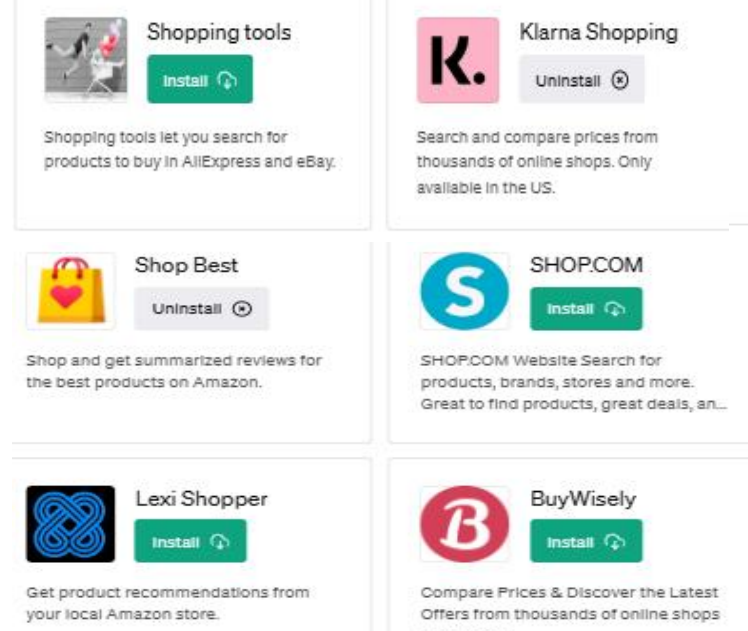 Shopping tools
Install
Shopping tools let you search for
products to buy in AliExpress and eBay.
K.
Klarna Shopping
Uninstall
Search and compare prices from
thousands of online shops. Only
available in the US.
Shop Best
Uninstall
Shop and get summarized reviews for
the best products on Amazon.
S
SHOP.COM
Install
SHOP.COM Website Search for
products, brands, stores and more.
Great to find products, great deals, an...
Lexi Shopper
Install
Get product recommendations from
your local Amazon store.
B
BuyWisely
Install
Compare Prices & Discover the Latest
Offers from thousands of online shops